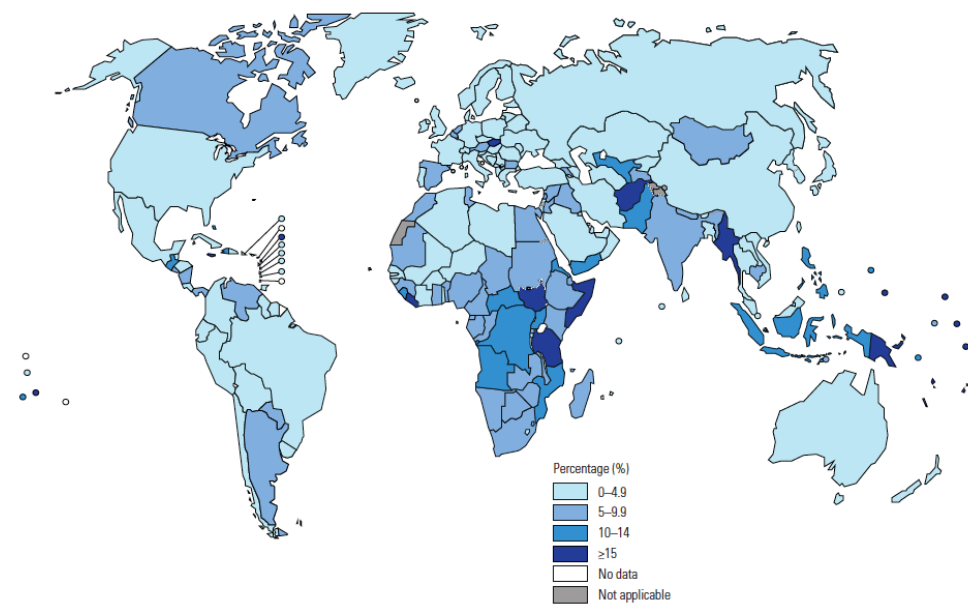 Percentage (%)
0–4.9
5–9.9
10–14
≥15
No data
Not applicable